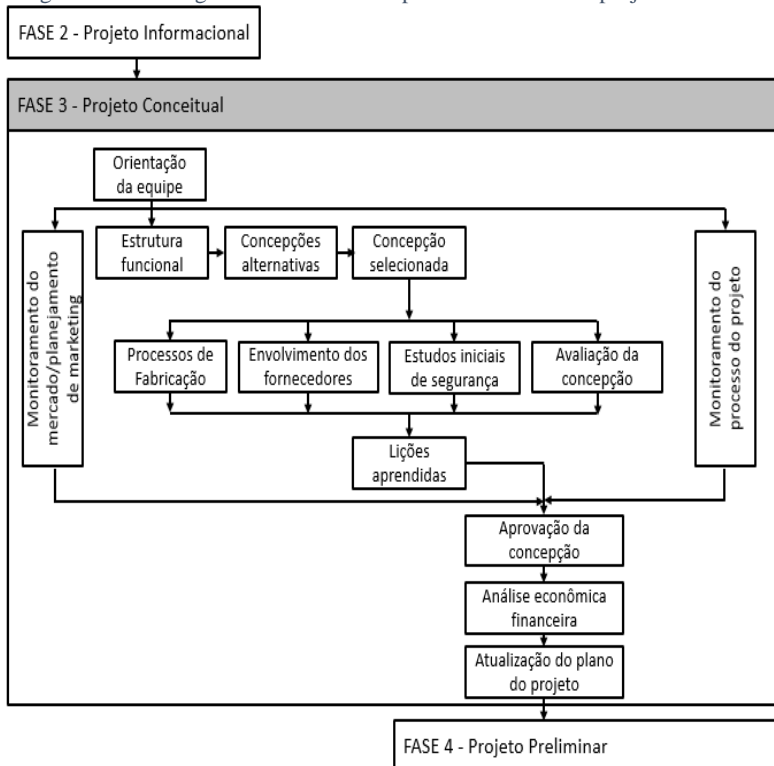 FASE 2 - Projeto Informacional
FASE 3 - Projeto Conceitual
Orientação
da equipe
Estrutura
funcional
Concepções
alternativas
Concepção
selecionada
Monitoramento do
mercado/planejamento
de marketing
Monitoramento do
processo do projeto
Processos de
Fabricação
Envolvimento dos
fornecedores
Estudos iniciais
de segurança
Avaliação da
concepção
Lições
aprendidas
Aprovação da
concepção
Análise econômica
financeira
Atualização do plano
do projeto
FASE 4 - Projeto Preliminar